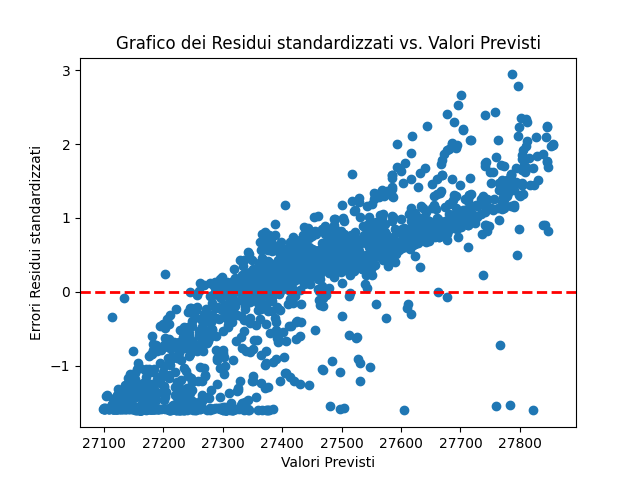 Grafico dei Residui standardizzati vs. Valori Previsti
Errori Residui standardizzati
3
2
1
0
−1
27100 27200 27300 27400 27500 27600 27700 27800
Valori Previsti